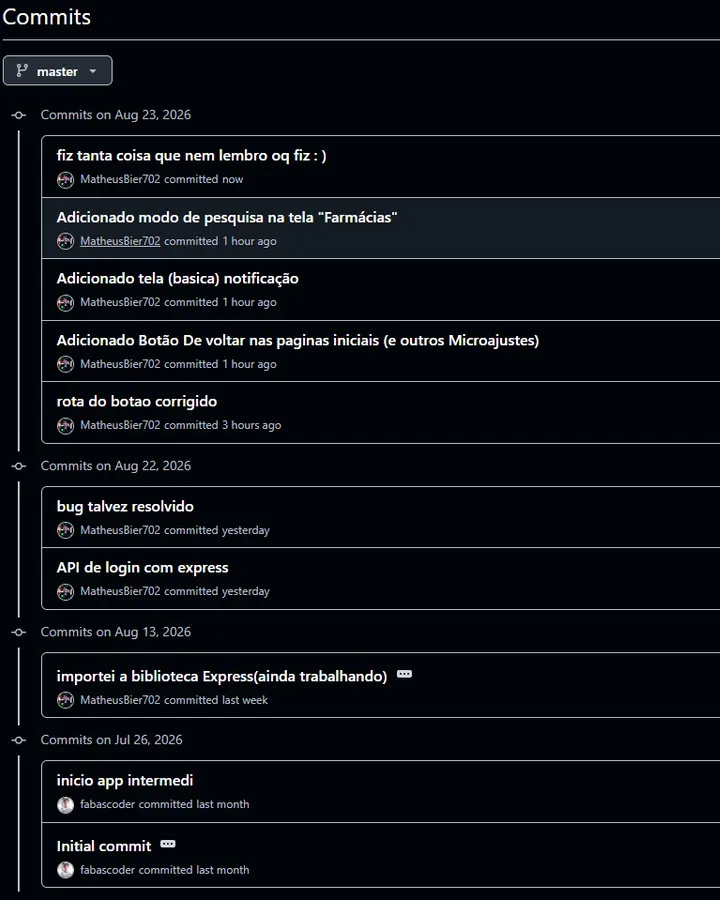 Commits
master
Commits on Aug 23, 2026
fiz tanta coisa que nem lembro oq fiz : )
MatheusBier702 committed now
Adicionado modo de pesquisa na tela "Farmácias"
MatheusBier702 committed 1 hour ago
Adicionado tela (basica) notificação
MatheusBier702 committed 1 hour ago
Adicionado Botão De voltar nas paginas iniciais (e outros Microajustes)
MatheusBier702 committed 1 hour ago
rota do botao corrigido
MatheusBier702 committed 3 hours ago
Commits on Aug 22, 2026
bug talvez resolvido
MatheusBier702 committed yesterday
API de login com express
MatheusBier702 committed yesterday
Commits on Aug 13, 2026
importei a biblioteca Express(ainda trabalhando)
MatheusBier702 committed last week
Commits on Jul 26, 2026
inicio app intermedi
fabascoder committed last month
Initial commit
fabascoder committed last month